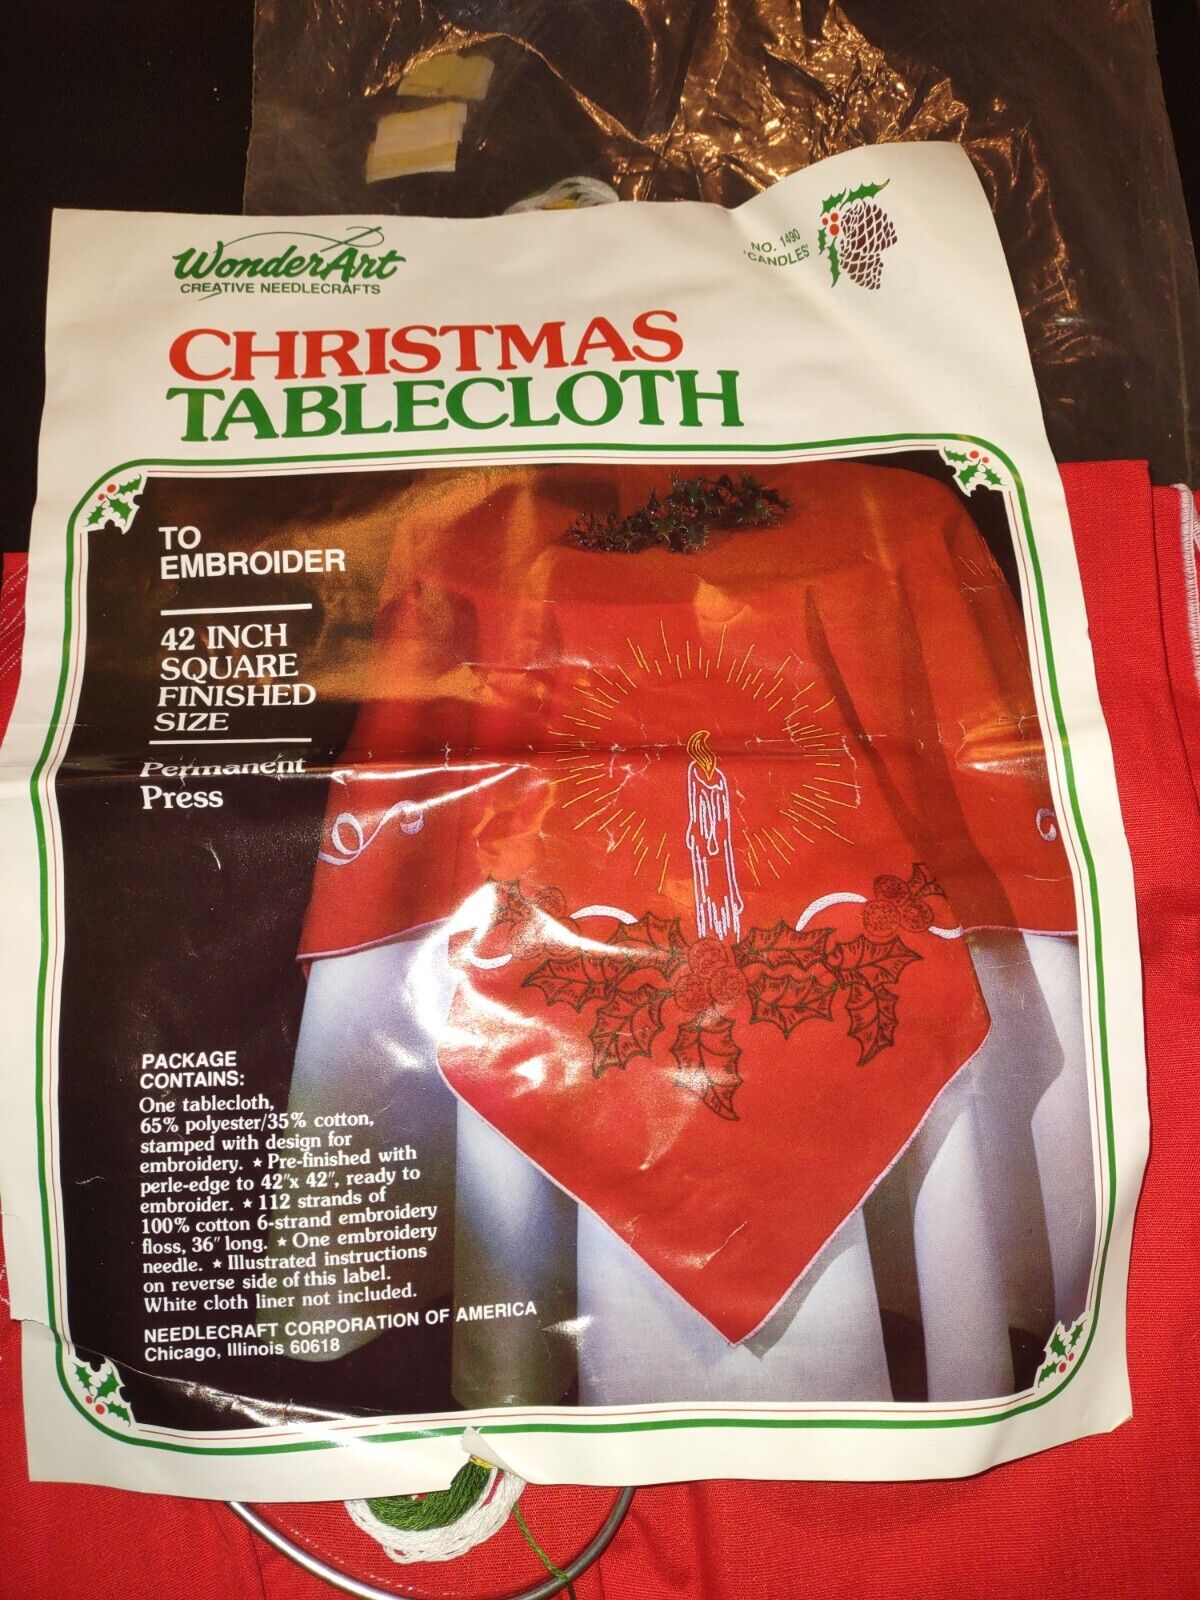 WonderArt
CREATIVE NEEDLECRAFTS
NO. 1490
'CANDLES'
CHRISTMAS
TABLECLOTH
TO
EMBROIDER
42 INCH
SQUARE
FINISHED
SIZE
Permanent
Press
PACKAGE
CONTAINS:
One tablecloth,
65% polyester/35% cotton,
stamped with design for
embroidery. ★ Pre-finished with
perle-edge to 42"x 42", ready to
embroider. ★ 112 strands of
100% cotton 6-strand embroidery
floss, 36" long. ★ One embroidery
needle. ★ Illustrated instructions
on reverse side of this label.
White cloth liner not included.
NEEDLECRAFT CORPORATION OF AMERICA
Chicago, Illinois 60618